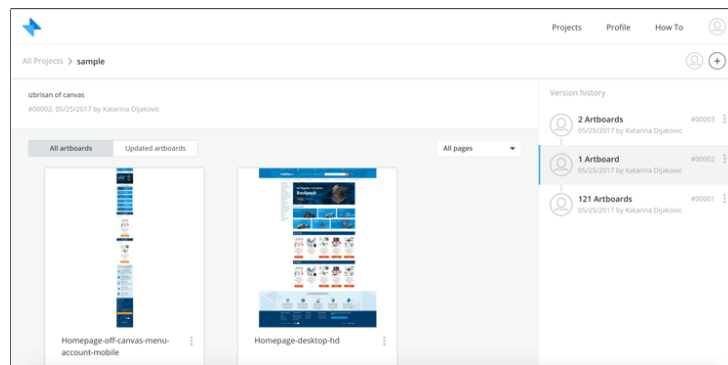 Projects Profile How To
All Projects > sample
izbrisan of canvas
#00002, 05/25/2017 by Katarina Dijakovic
All artboards Updated artboards
All pages
Backpack
Homepage-off-canvas-menu-
account-mobile
Homepage-desktop-hd
Version history
2 Artboards #00003
05/25/2017 by Katarina Dijakovic
1 Artboard #00002
05/25/2017 by Katarina Dijakovic
121 Artboards #00001
05/25/2017 by Katarina Dijakovic